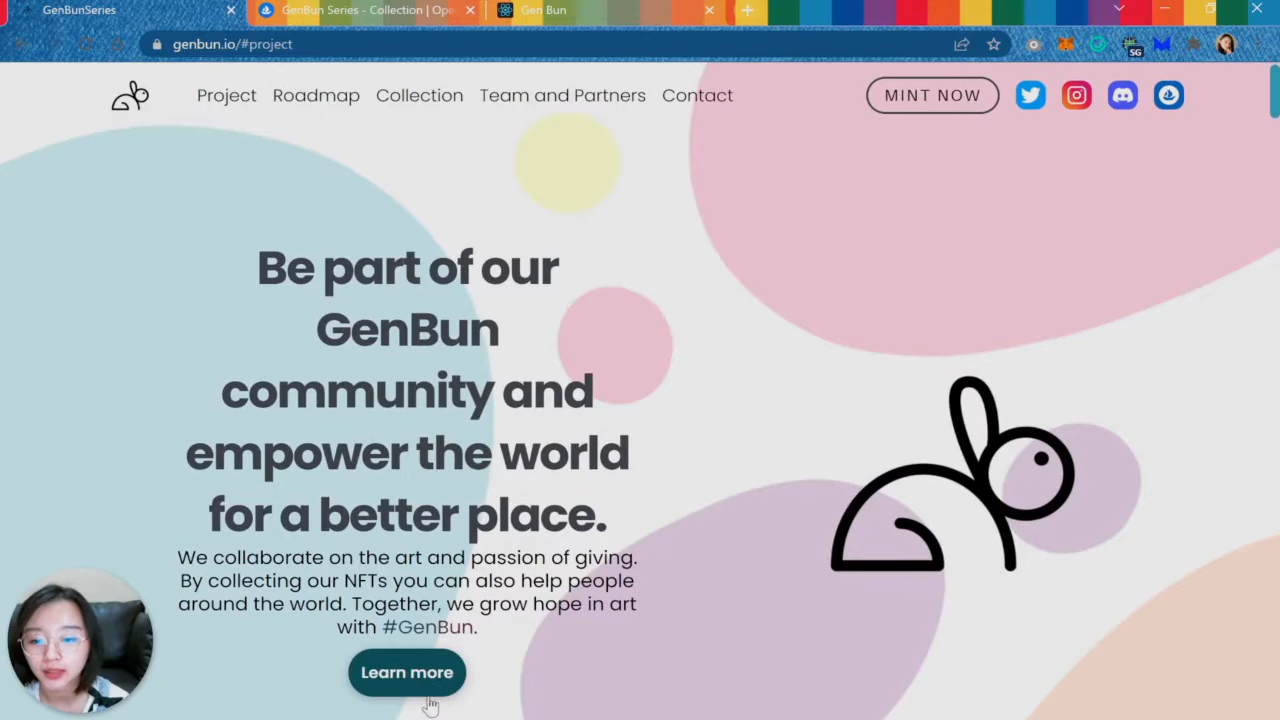 GenBunSeries
GenBun Series - Collection | Ope
Gen Bun
genbun.io/#project
SG
Project
Roadmap
Collection
Team and Partners
Contact
MINT NOW
Be part of our
GenBun
community and
empower the world
for a better place.
We collaborate on the art and passion of giving.
By collecting our NFTs you can also help people
around the world. Together, we grow hope in art
with #GenBun.
Learn more